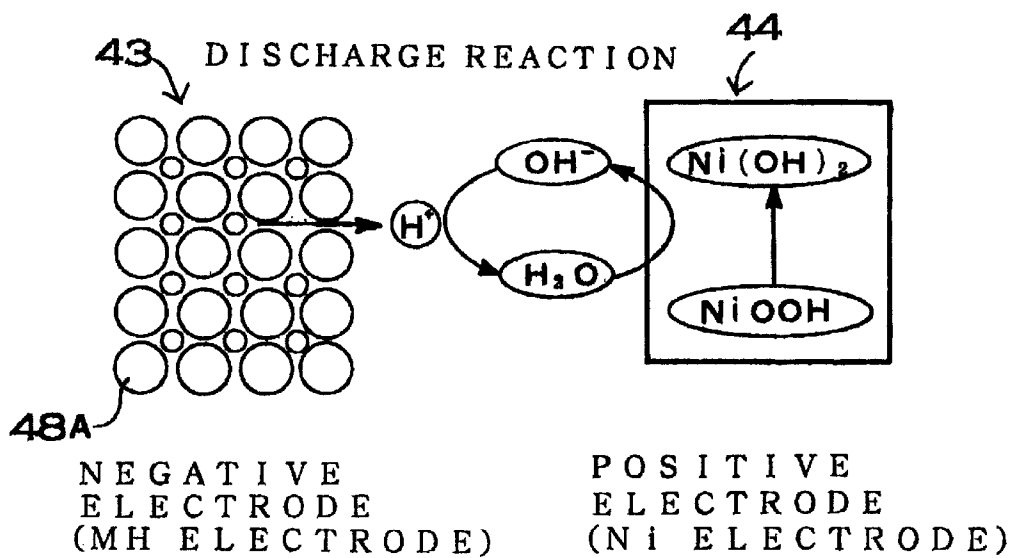 44
43 DISCHARGE REACTION
OH⁻
Ni(OH)₂
H⁺
H₂O
NiOOH
48A
NEGATIVE
ELECTRODE
(MH ELECTRODE)
POSITIVE
ELECTRODE
(Ni ELECTRODE)